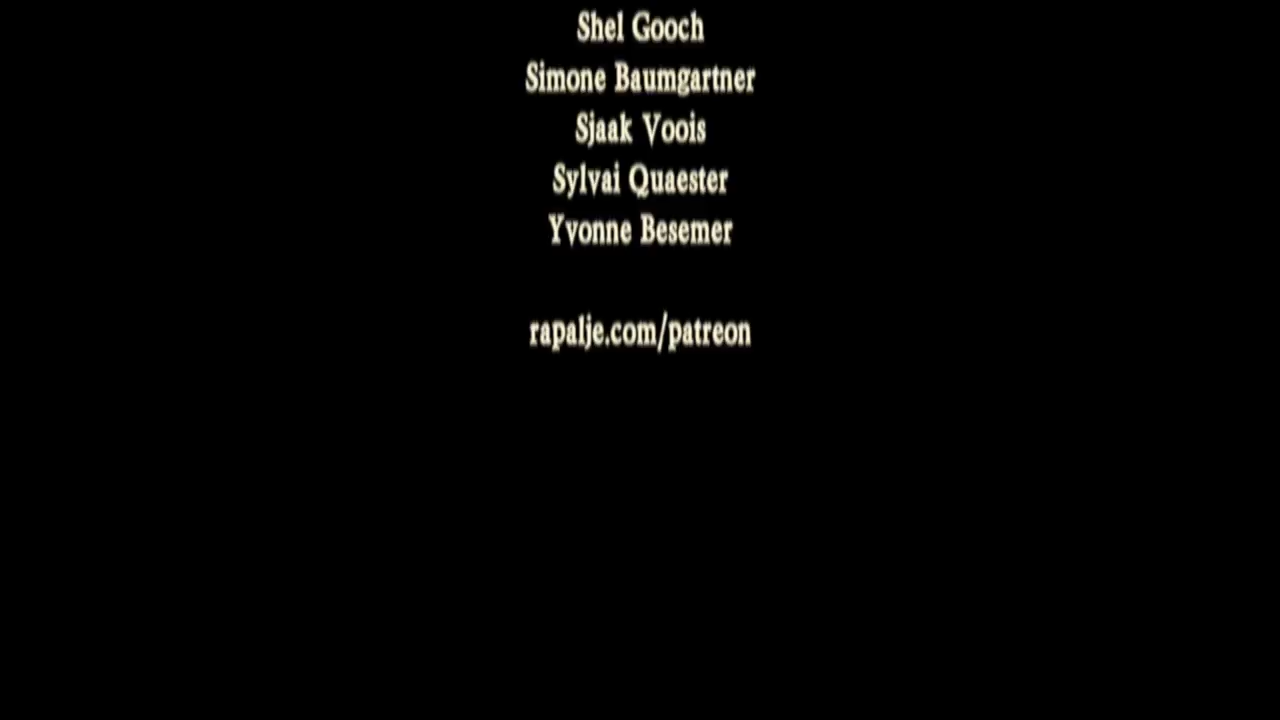 Shel Gooch
Simone Baumgartner
Sjaak Voois
Sylvai Quaester
Yvonne Besemer
rapalje.com/patreon